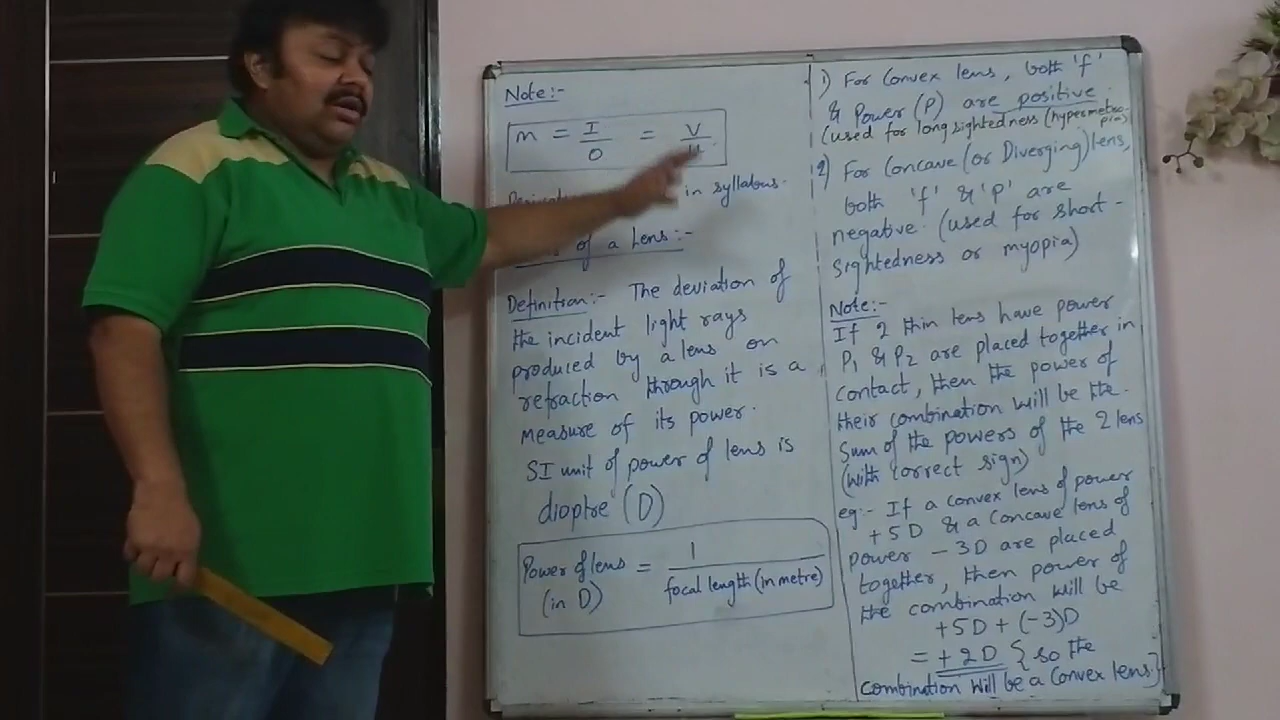 Note:-
m = I/O = V/u
in syllabus.
of a Lens:-
Definition:- The deviation of
the incident light rays
produced by a lens on
refraction through it is a
measure of its power.
SI unit of power of lens is
dioptre (D)
Power of lens (in D) = 1 / focal length (in metre)
1) For Convex lens, both 'f'
& Power (P) are positive.
(used for longsightedness (hypermetropia)
2) For Concave (or Diverging) lens,
both 'f' & 'p' are
negative. (used for short-
sightedness or myopia)
Note:-
If 2 thin lens have power
P1 & P2 are placed together in
contact, then the power of
their combination will be the
sum of the powers of the 2 lens
(with correct sign)
eg:- If a convex lens of power
+5D & a Concave lens of
power -3D are placed
together, then power of
the combination will be
+5D + (-3)D
= +2D {so the
combination will be a Convex lens}